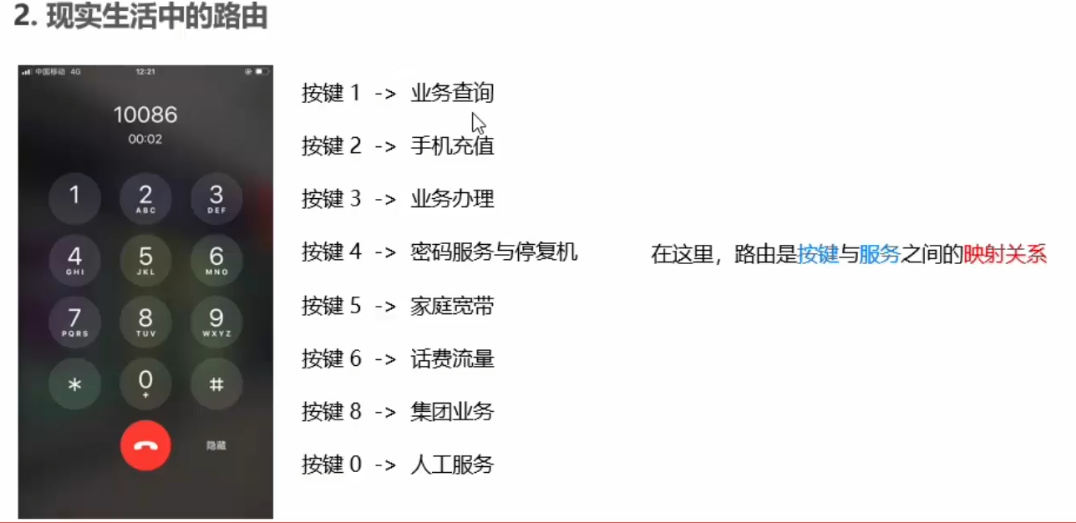 2. 现实生活中的路由
中国移动 4G 12:21
10086
00:02
1
2 ABC
3 DEF
4 GHI
5 JKL
6 MNO
7 PQRS
8 TUV
9 WXYZ
*
0 +
#
隐藏
按键 1 -> 业务查询
按键 2 -> 手机充值
按键 3 -> 业务办理
按键 4 -> 密码服务与停复机
按键 5 -> 家庭宽带
按键 6 -> 话费流量
按键 8 -> 集团业务
按键 0 -> 人工服务
在这里，路由是按键与服务之间的映射关系